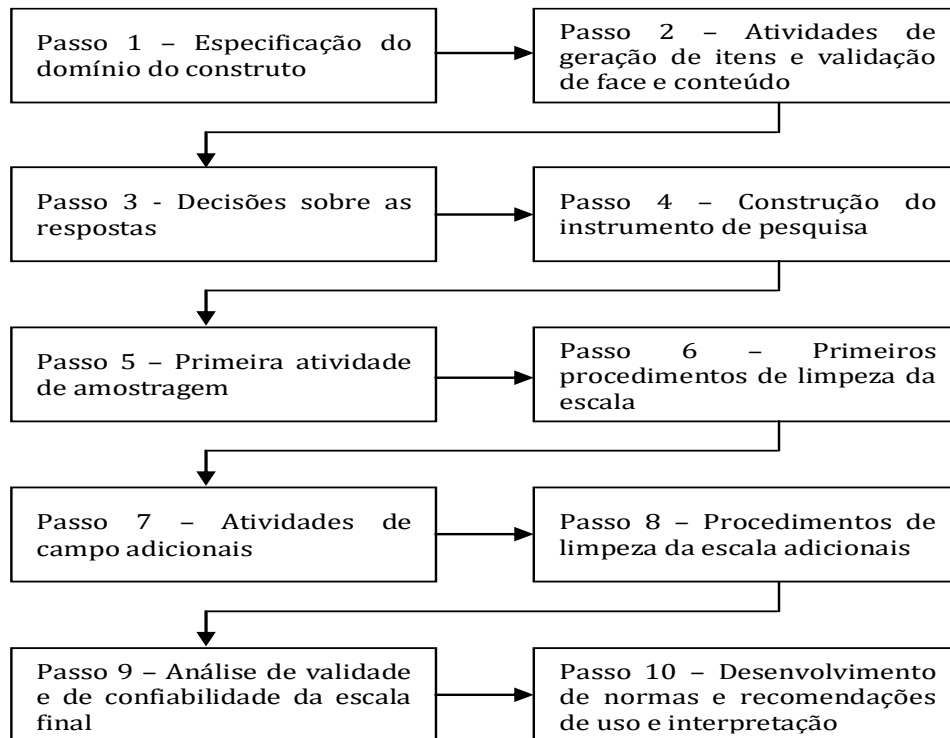 Passo 1 – Especificação do
domínio do construto
Passo 2 – Atividades de
geração de itens e validação
de face e conteúdo
Passo 3 - Decisões sobre as
respostas
Passo 4 – Construção do
instrumento de pesquisa
Passo 5 – Primeira atividade
de amostragem
Passo 6 – Primeiros
procedimentos de limpeza da
escala
Passo 7 – Atividades de
campo adicionais
Passo 8 – Procedimentos de
limpeza da escala adicionais
Passo 9 – Análise de validade
e de confiabilidade da escala
final
Passo 10 – Desenvolvimento
de normas e recomendações
de uso e interpretação